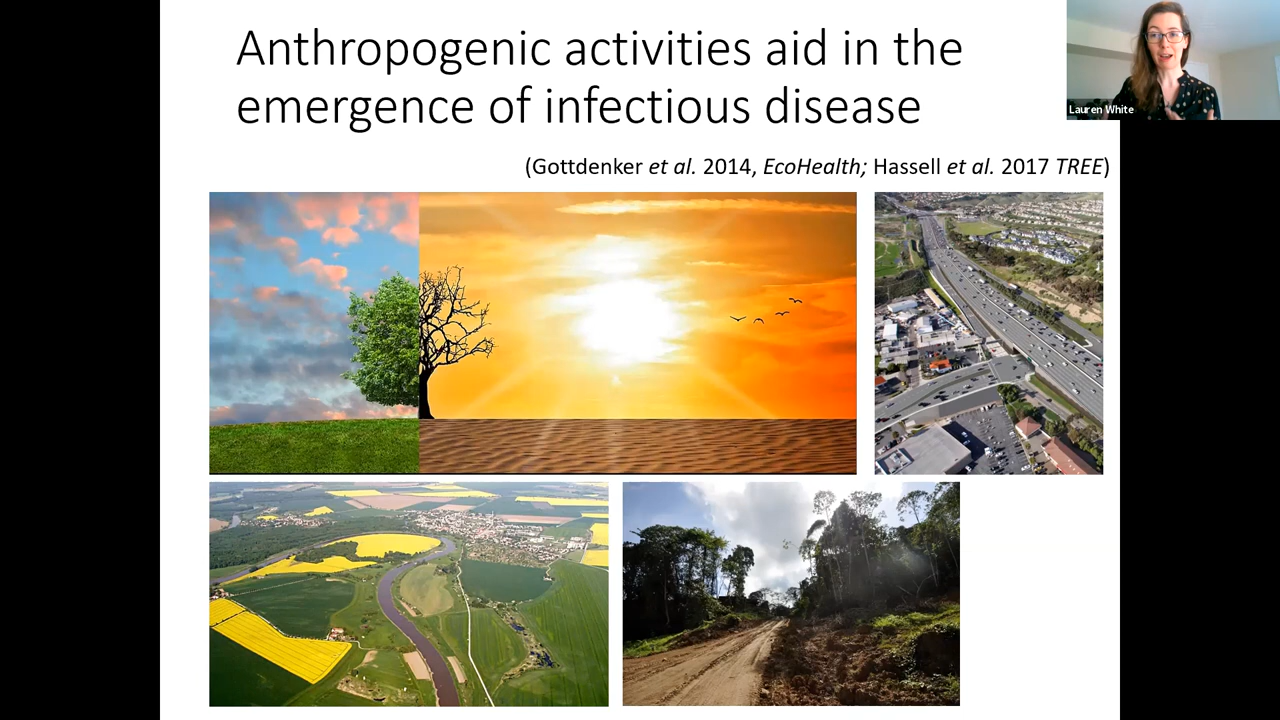 Anthropogenic activities aid in the
emergence of infectious disease
Lauren White
(Gottdenker et al. 2014, EcoHealth; Hassell et al. 2017 TREE)